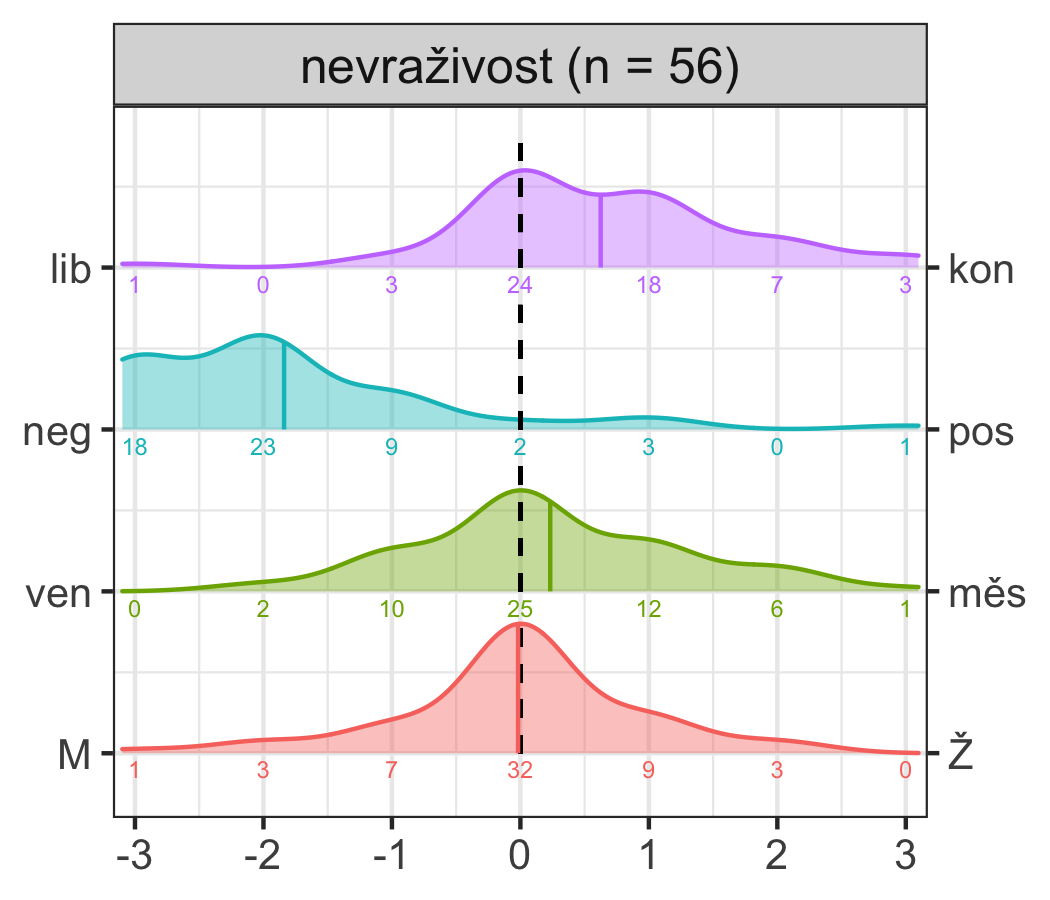 nevraživost (n = 56)
lib kon
1 0 3 24 18 7 3
neg pos
18 23 9 2 3 0 1
ven měs
0 2 10 25 12 6 1
M Ž
1 3 7 32 9 3 0
-3 -2 -1 0 1 2 3